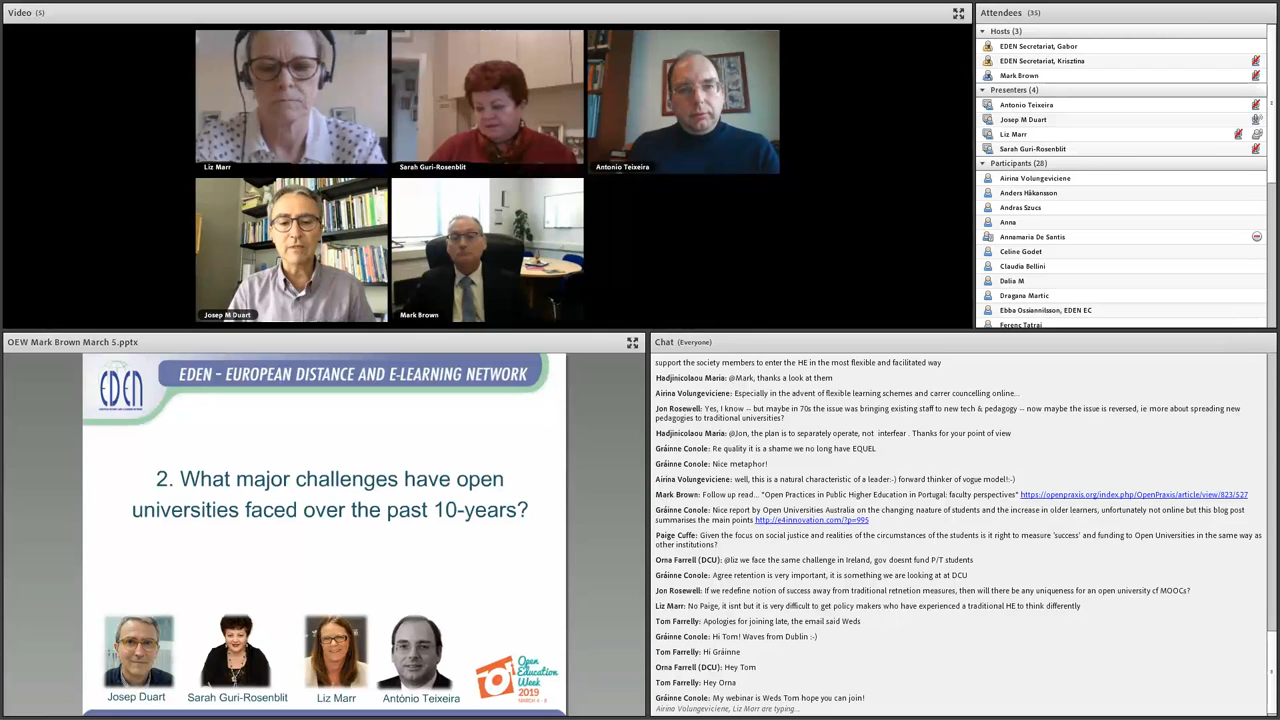 Video (5)
Liz Marr
Sarah Guri-Rosenblit
Antonio Teixeira
Josep M Duart
Mark Brown
Attendees (35)
Hosts (3)
EDEN Secretariat, Gabor
EDEN Secretariat, Krisztina
Mark Brown
Presenters (4)
Antonio Teixeira
Josep M Duart
Liz Marr
Sarah Guri-Rosenblit
Participants (28)
Airina Volungeviciene
Anders Håkansson
Andras Szucs
Anna
Annamaria De Santis
Celine Godet
Claudia Bellini
Dalia M
Dragana Martic
Ebba Ossiannilsson, EDEN EC
Ferenc Tatrai
OEW Mark Brown March 5.pptx
EDEN
EDEN - EUROPEAN DISTANCE AND E-LEARNING NETWORK
2. What major challenges have open
universities faced over the past 10-years?
Josep Duart
Sarah Guri-Rosenblit
Liz Marr
António Teixeira
Open
Education
Week
2019
MARCH 4 - 8
Chat (Everyone)
support the society members to enter the HE in the most flexible and facilitated way
Hadjinicolaou Maria: @Mark, thanks a look at them
Airina Volungeviciene: Especially in the advent of flexible learning schemes and carrer councelling online...
Jon Rosewell: Yes, I know -- but maybe in 70s the issue was bringing existing staff to new tech & pedagogy -- now maybe the issue is reversed, ie more about spreading new
pedagogies to traditional universities?
Hadjinicolaou Maria: @Jon, the plan is to separately operate, not interfear . Thanks for your point of view
Gráinne Conole: Re quality it is a shame we no long have EQUEL
Gráinne Conole: Nice metaphor!
Airina Volungeviciene: well, this is a natural characteristic of a leader:-) forward thinker of vogue model!:-)
Mark Brown: Follow up read... "Open Practices in Public Higher Education in Portugal: faculty perspectives" https://openpraxis.org/index.php/OpenPraxis/article/view/823/527
Gráinne Conole: Nice report by Open Universities Australia on the changing naature of students and the increase in older learners, unfortunately not online but this blog post
summarises the main points http://e4innovation.com/?p=995
Paige Cuffe: Given the focus on social justice and realities of the circumstances of the students is it right to measure 'success' and funding to Open Universities in the same way as
other institutions?
Orna Farrell (DCU): @liz we face the same challenge in Ireland, gov doesnt fund P/T students
Gráinne Conole: Agree retention is very important, it is something we are looking at at DCU
Jon Rosewell: If we redefine notion of success away from traditional retnetion measures, then will there be any uniqueness for an open university cf MOOCs?
Liz Marr: No Paige, it isnt but it is very difficult to get policy makers who have experienced a traditional HE to think differently
Tom Farrelly: Apologies for joining late, the email said Weds
Gráinne Conole: Hi Tom! Waves from Dublin :-)
Tom Farrelly: Hi Gráinne
Orna Farrell (DCU): Hey Tom
Tom Farrelly: Hey Orna
Gráinne Conole: My webinar is Weds Tom hope you can join!
Airina Volungeviciene, Liz Marr are typing...